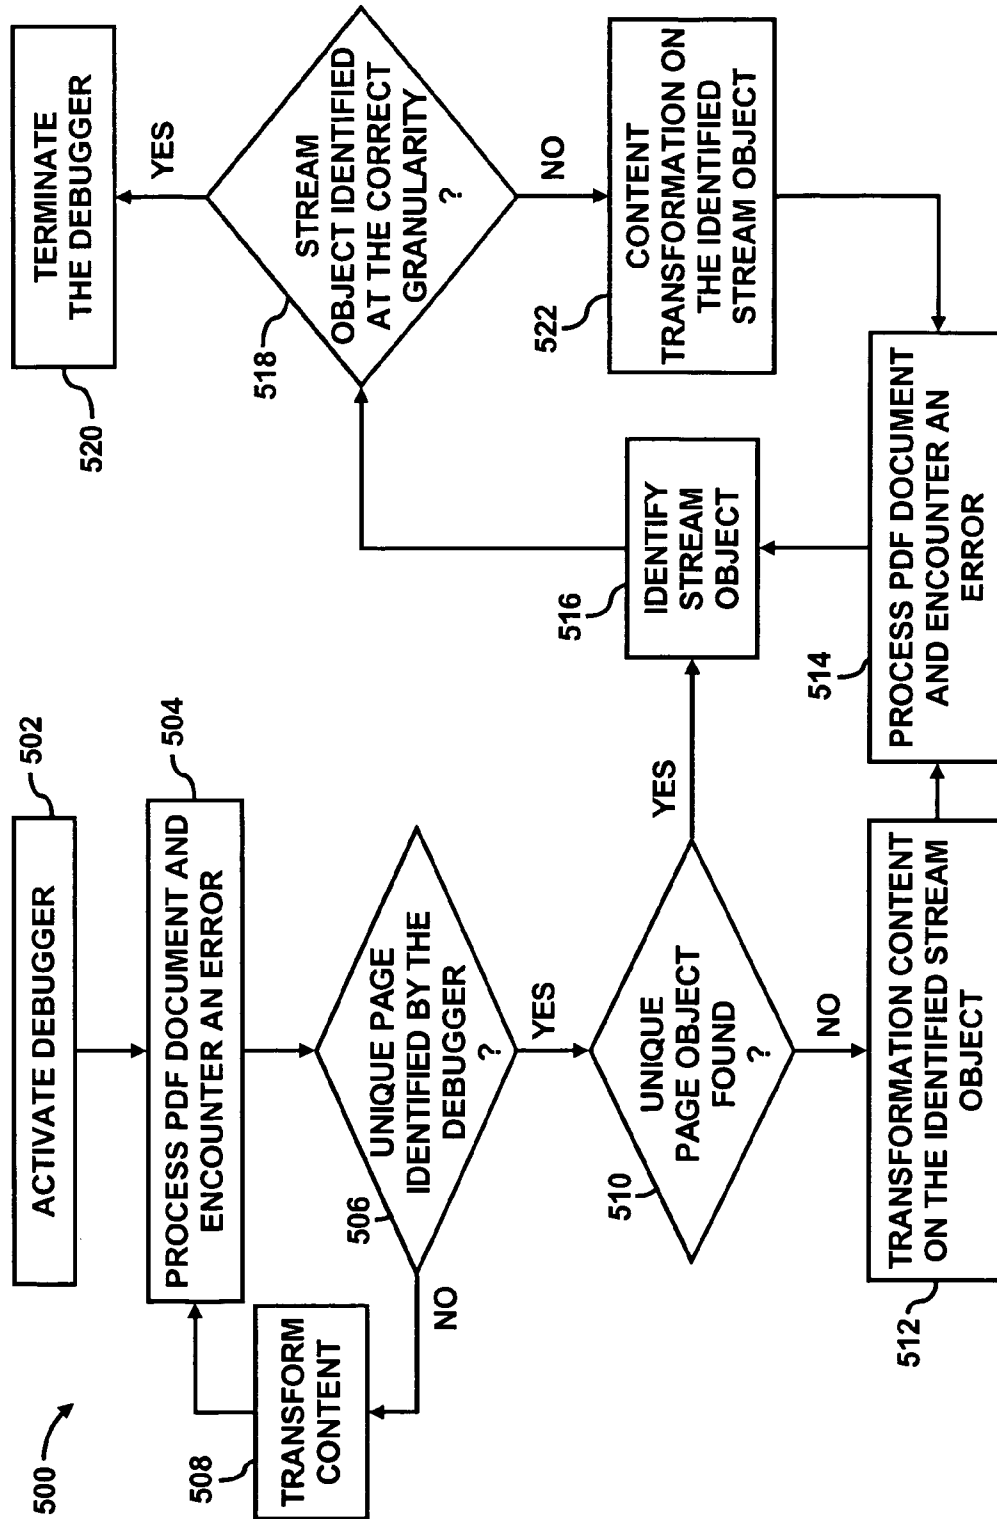 500
ACTIVATE DEBUGGER
502
PROCESS PDF DOCUMENT AND
ENCOUNTER AN ERROR
504
UNIQUE PAGE
IDENTIFIED BY THE
DEBUGGER
?
506
NO
YES
TRANSFORM
CONTENT
508
UNIQUE
PAGE OBJECT
FOUND
?
510
YES
NO
TRANSFORMATION CONTENT
ON THE IDENTIFIED STREAM
OBJECT
512
PROCESS PDF DOCUMENT
AND ENCOUNTER AN
ERROR
514
IDENTIFY
STREAM
OBJECT
516
STREAM
OBJECT IDENTIFIED
AT THE CORRECT
GRANULARITY
?
518
YES
NO
TERMINATE
THE DEBUGGER
520
CONTENT
TRANSFORMATION ON
THE IDENTIFIED
STREAM OBJECT
522